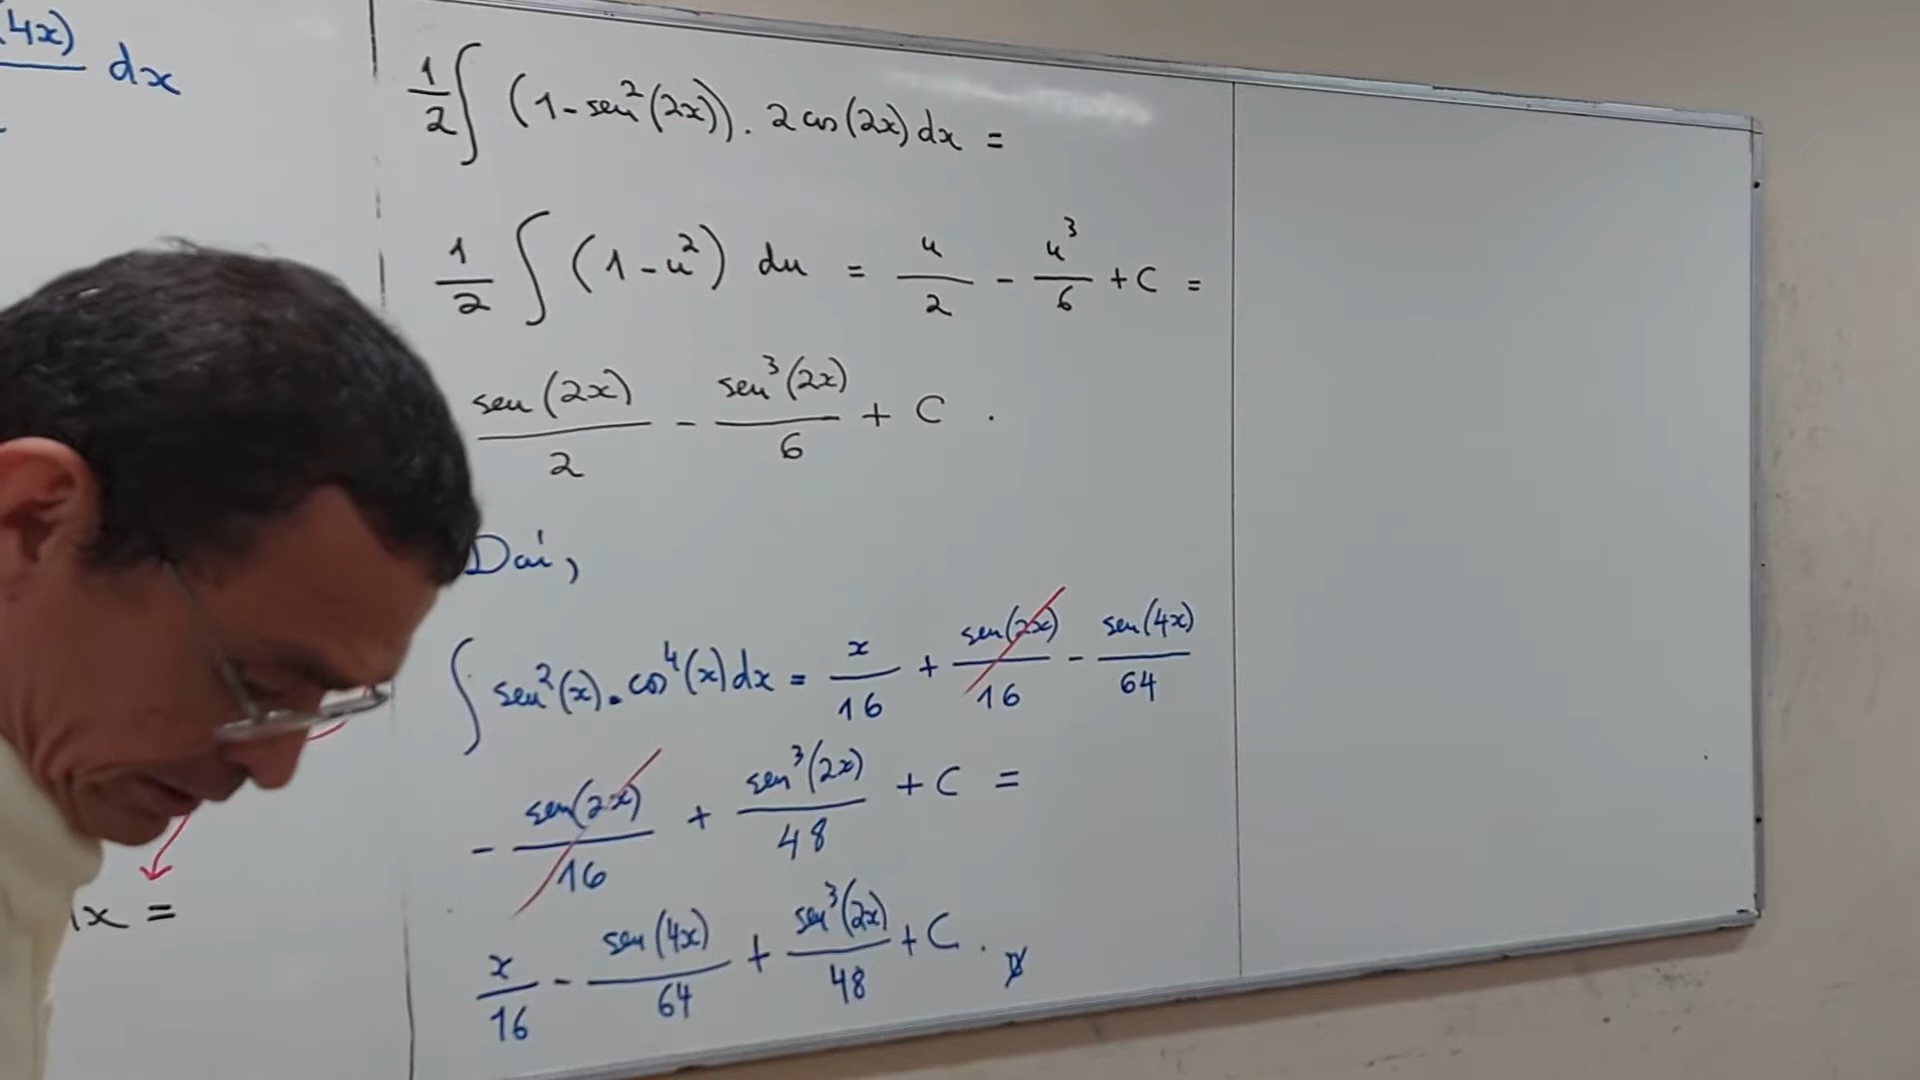 (4x) dx
1/2 ∫ (1 - sen²(2x)) . 2 cos(2x) dx =
1/2 ∫ (1 - u²) du = u/2 - u³/6 + C =
sen(2x)/2 - sen³(2x)/6 + C .
Daí,
∫ sen²(x) . cos⁴(x) dx = x/16 + sen(2x)/16 - sen(4x)/64
- sen(2x)/16 + sen³(2x)/48 + C =
x/16 - sen(4x)/64 + sen³(2x)/48 + C .
x =